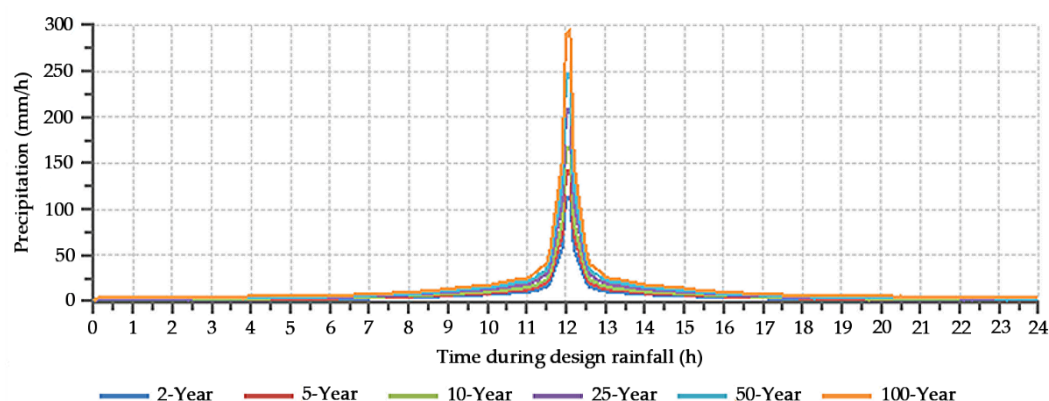 300
250
200
150
100
50
0
Precipitation (mm/h)
0 1 2 3 4 5 6 7 8 9 10 11 12 13 14 15 16 17 18 19 20 21 22 23 24
Time during design rainfall (h)
2-Year 5-Year 10-Year 25-Year 50-Year 100-Year